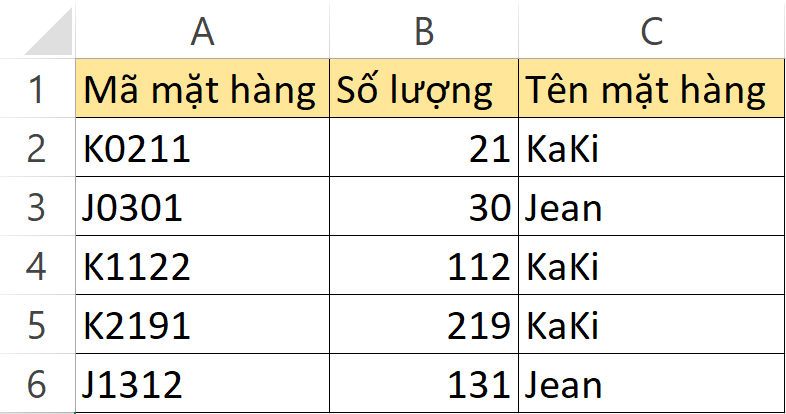 A B C
1 Mã mặt hàng Số lượng Tên mặt hàng
2 K0211 21 KaKi
3 J0301 30 Jean
4 K1122 112 KaKi
5 K2191 219 KaKi
6 J1312 131 Jean